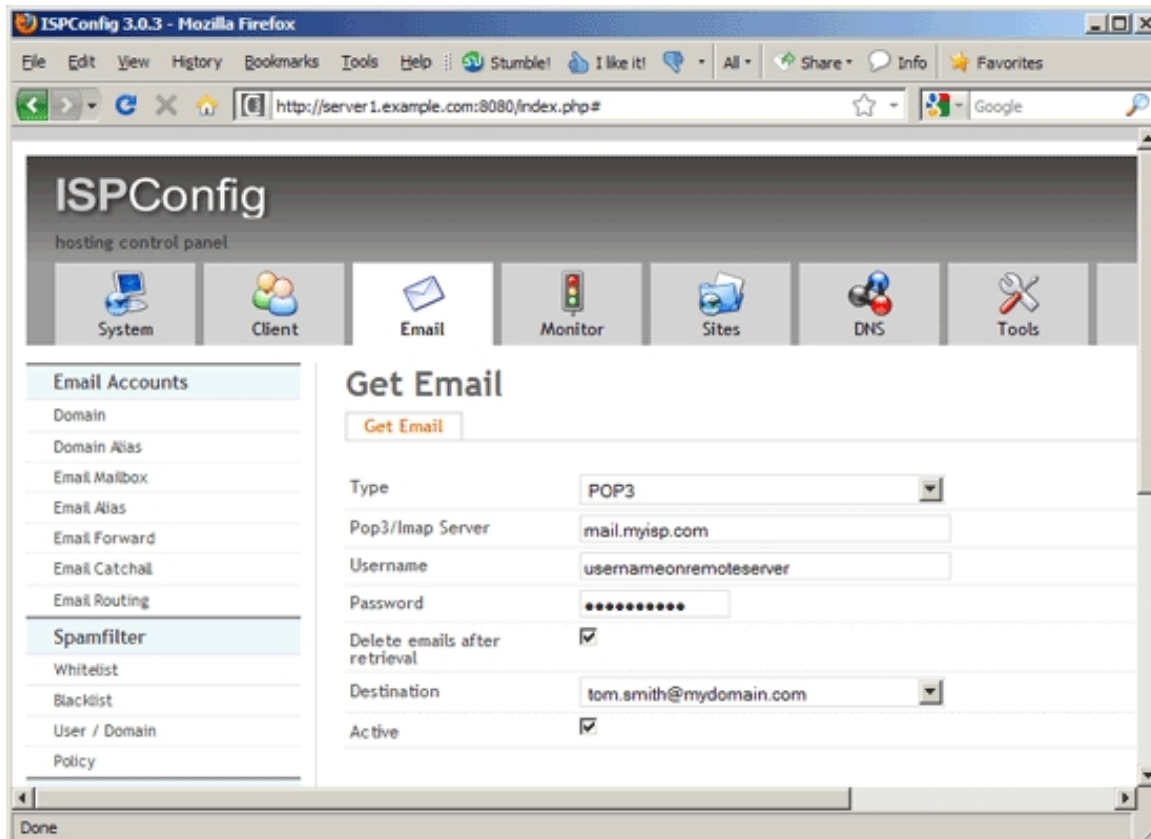 ISPConfig 3.0.3 - Mozilla Firefox
File Edit View History Bookmarks Tools Help Stumble! I like it! All Share Info Favorites
http://server1.example.com:8080/index.php# Google
ISPConfig
hosting control panel
System Client Email Monitor Sites DNS Tools
Email Accounts
Domain
Domain Alias
Email Mailbox
Email Alias
Email Forward
Email Catchall
Email Routing
Spamfilter
Whitelist
Blacklist
User / Domain
Policy
Get Email
Get Email
Type POP3
Pop3/Imap Server mail.myisp.com
Username usernameonremoteserver
Password ●●●●●●●●●●
Delete emails after
retrieval
Destination tom.smith@mydomain.com
Active
Done